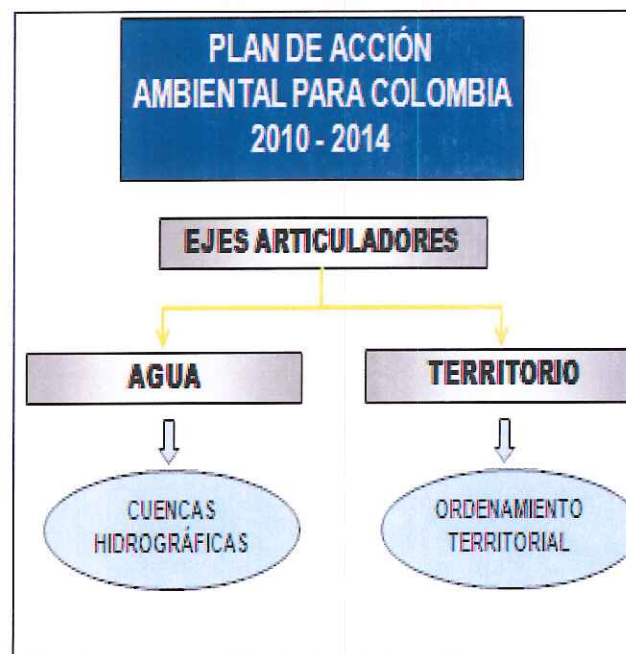 PLAN DE ACCIÓN
AMBIENTAL PARA COLOMBIA
2010 - 2014
EJES ARTICULADORES
AGUA
TERRITORIO
CUENCAS
HIDROGRÁFICAS
ORDENAMIENTO
TERRITORIAL